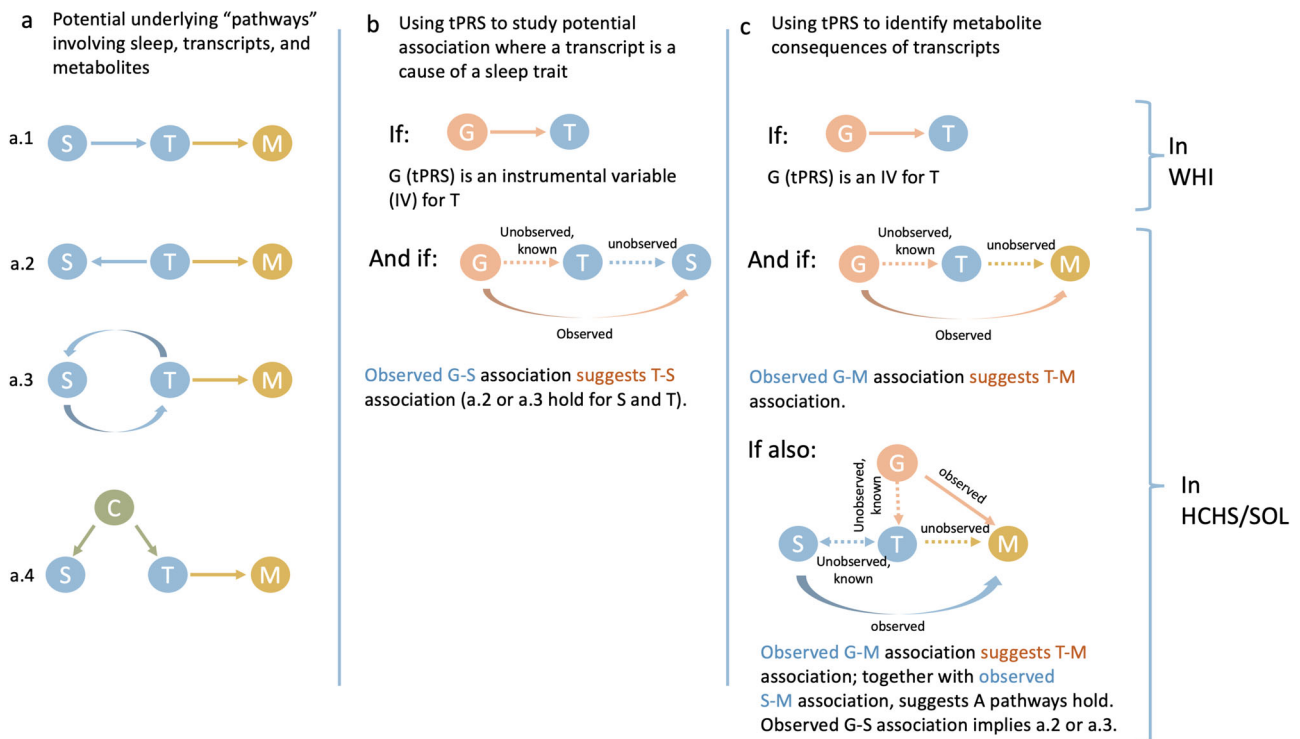 a Potential underlying “pathways”
involving sleep, transcripts, and
metabolites
a.1
S
T
M
a.2
S
T
M
a.3
S
T
M
C
a.4
S
T
M
b Using tPRS to study potential
association where a transcript is a
cause of a sleep trait
If:
G
T
G (tPRS) is an instrumental variable
(IV) for T
And if:
Unobserved,
known
unobserved
G
T
S
Observed
Observed G-S association suggests T-S
association (a.2 or a.3 hold for S and T).
c Using tPRS to identify metabolite
consequences of transcripts
If:
G
T
G (tPRS) is an IV for T
And if:
Unobserved,
known
unobserved
G
T
M
Observed
Observed G-M association suggests T-M
association.
If also:
G
Unobserved,
known
observed
unobserved
S
T
M
Unobserved,
known
observed
Observed G-M association suggests T-M
association; together with observed
S-M association, suggests A pathways hold.
Observed G-S association implies a.2 or a.3.
In
WHI
In
HCHS/SOL